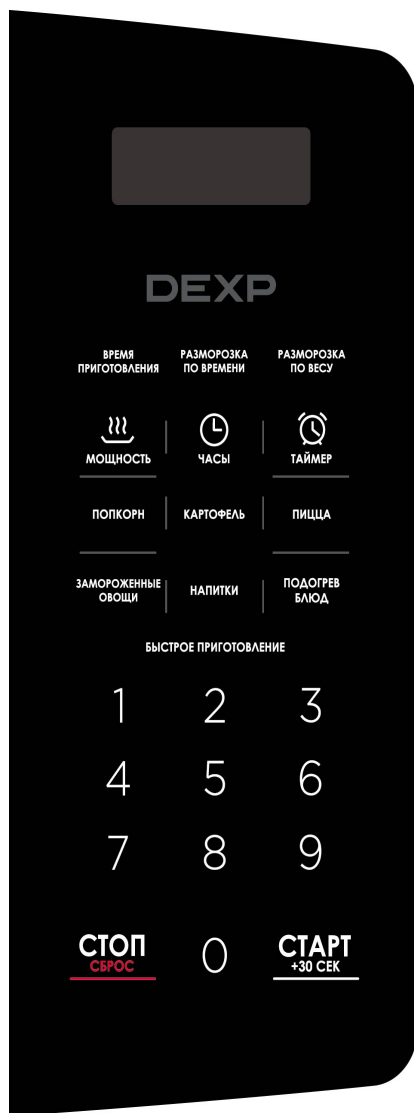 DEXP
ВРЕМЯ ПРИГОТОВЛЕНИЯ
РАЗМОРОЗКА ПО ВРЕМЕНИ
РАЗМОРОЗКА ПО ВЕСУ
МОЩНОСТЬ
ЧАСЫ
ТАЙМЕР
ПОПКОРН
КАРТОФЕЛЬ
ПИЦЦА
ЗАМОРОЖЕННЫЕ ОВОЩИ
НАПИТКИ
ПОДОГРЕВ БЛЮД
БЫСТРОЕ ПРИГОТОВЛЕНИЕ
1 2 3
4 5 6
7 8 9
СТОП
СБРОС
0
СТАРТ
+30 СЕК